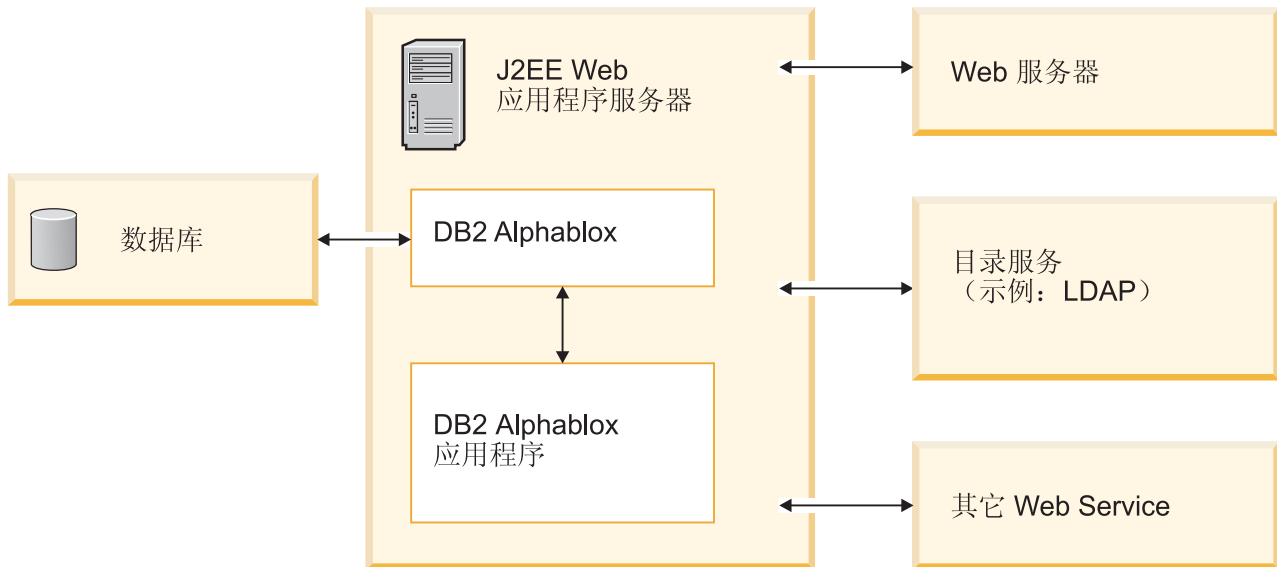 J2EE Web
应用程序服务器
Web 服务器
数据库
DB2 Alphablox
目录服务
（示例：LDAP）
DB2 Alphablox
应用程序
其它 Web Service